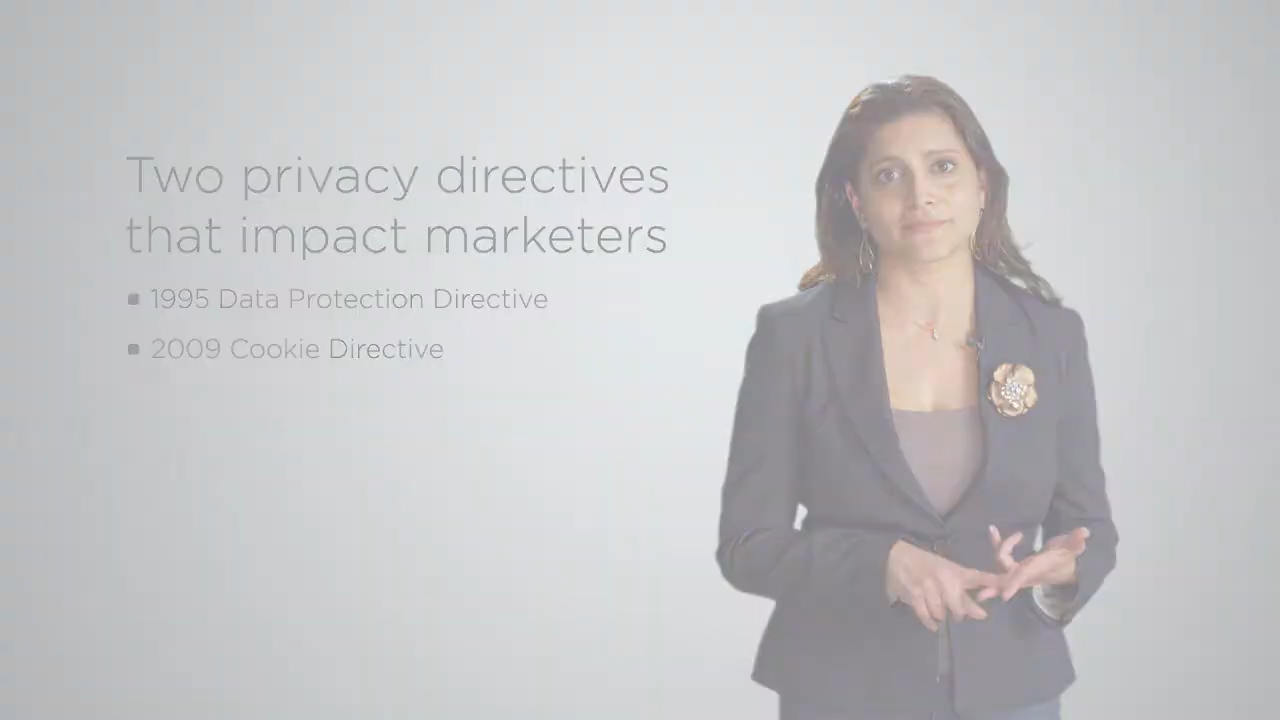 Two privacy directives
that impact marketers
1995 Data Protection Directive
2009 Cookie Directive